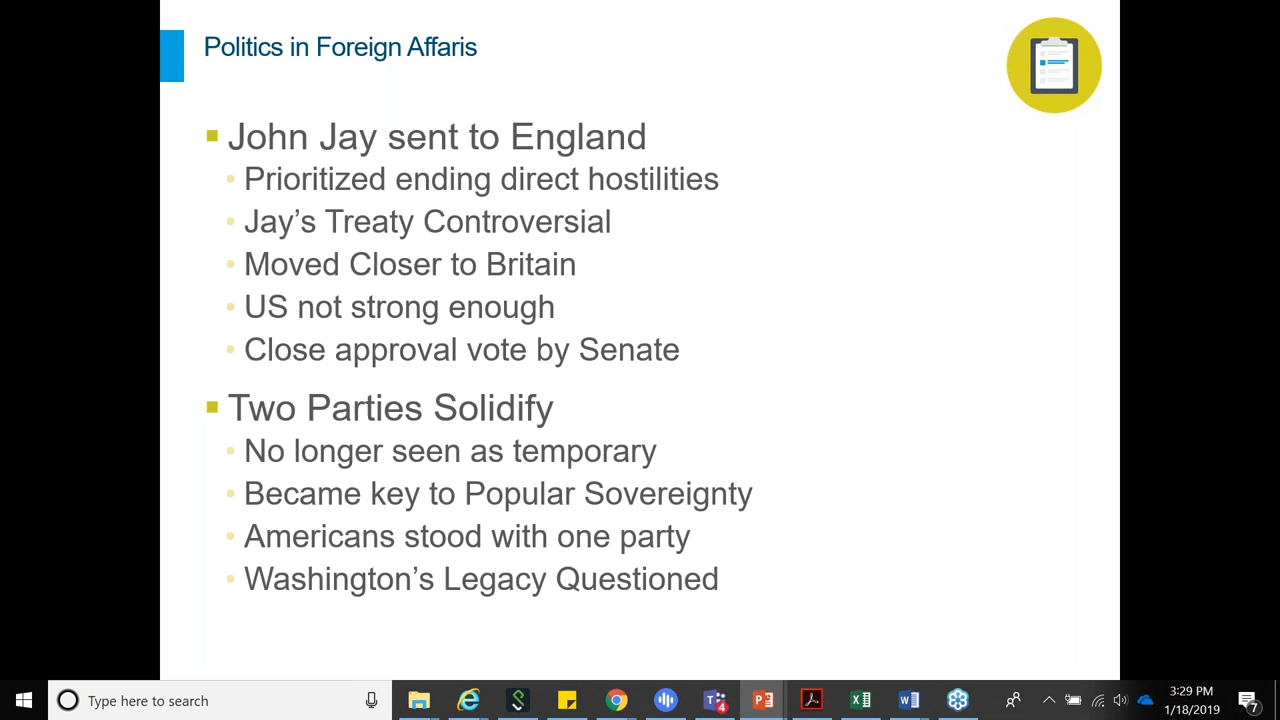 Politics in Foreign Affaris
John Jay sent to England
Prioritized ending direct hostilities
Jay's Treaty Controversial
Moved Closer to Britain
US not strong enough
Close approval vote by Senate
Two Parties Solidify
No longer seen as temporary
Became key to Popular Sovereignty
Americans stood with one party
Washington's Legacy Questioned
Type here to search
4
3:29 PM
1/18/2019
7